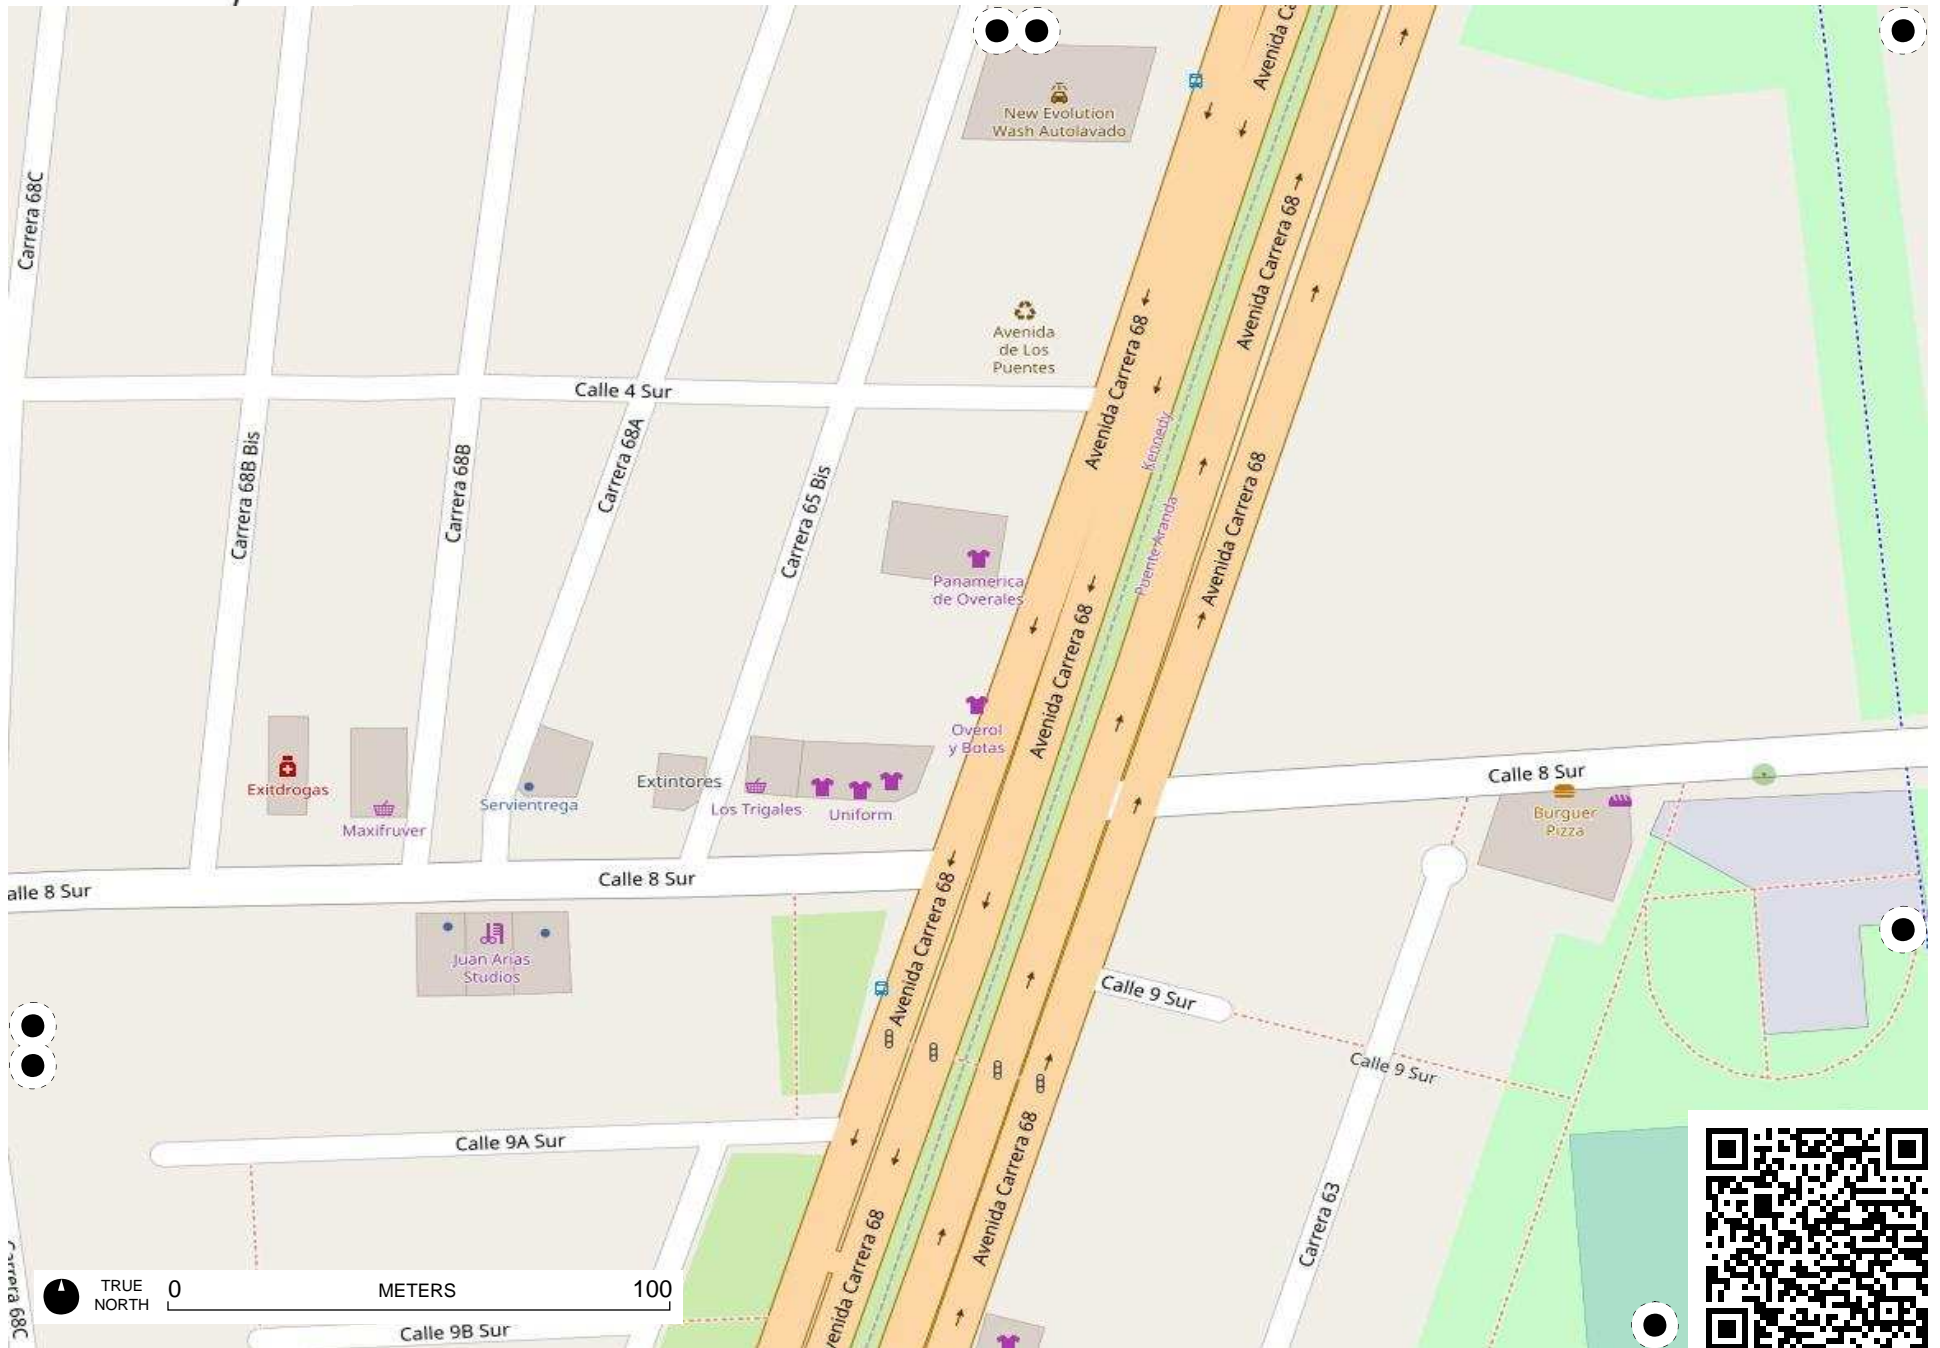 Avenida Ca
New Evolution
Wash Autolavado
Carrera 68C
Avenida Carrera 68
Avenida
de Los
Puentes
Avenida Carrera 68
Calle 4 Sur
Kennedy
Carrera 68A
Carrera 68B Bis
Carrera 68B
Carrera 65 Bis
Puente Aranda
Avenida Carrera 68
Panamerica
de Overales
Avenida Carrera 68
Overol
y Botas
Calle 8 Sur
Exitdrogas
Maxifruver
Servientrega
Extintores
Los Trigales
Uniform
Burguer
Pizza
alle 8 Sur
Calle 8 Sur
Avenida Carrera 68
Juan Arias
Studios
Calle 9 Sur
Calle 9 Sur
Calle 9A Sur
Avenida Carrera 68
Carrera 63
venida Carrera 68
Carrera 68C
TRUE
NORTH
0 METERS 100
Calle 9B Sur